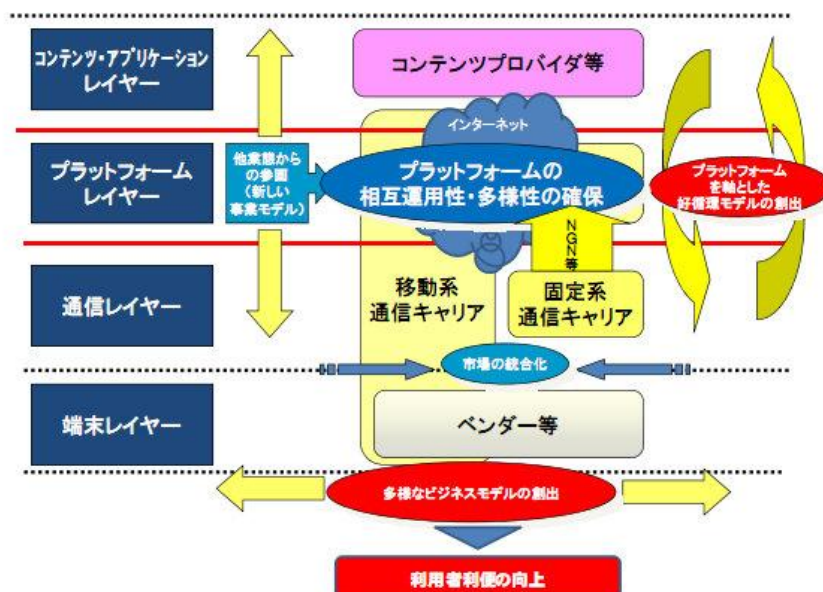 コンテンツ・アプリケーション
レイヤー
コンテンツプロバイダ等
インターネット
プラットフォーム
レイヤー
他業態から
の参画
（新しい
事業モデル）
プラットフォームの
相互運用性・多様性の確保
プラットフォーム
を軸とした
好循環モデルの創出
NGN等
通信レイヤー
移動系
通信キャリア
固定系
通信キャリア
市場の統合化
端末レイヤー
ベンダー等
多様なビジネスモデルの創出
利用者利便の向上